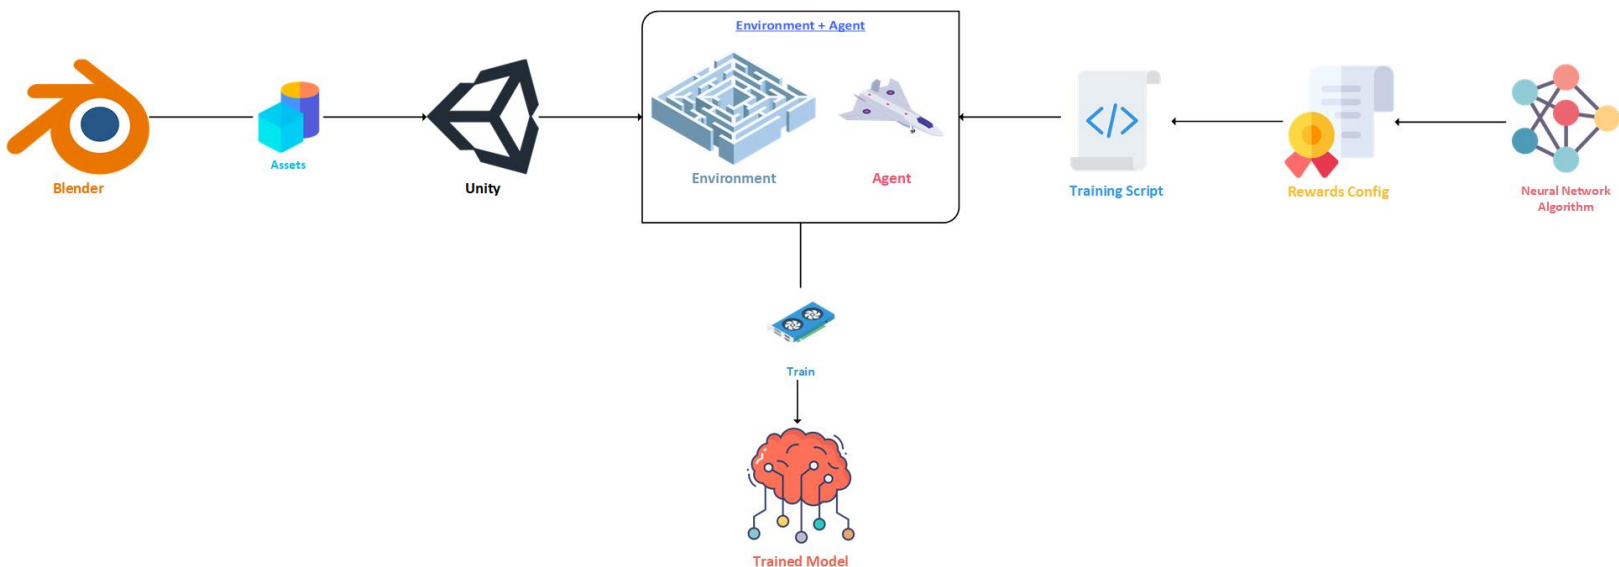 Environment + Agent
Blender
Assets
Unity
Environment
Agent
</>
Training Script
Rewards Config
Neural Network
Algorithm
Train
Trained Model